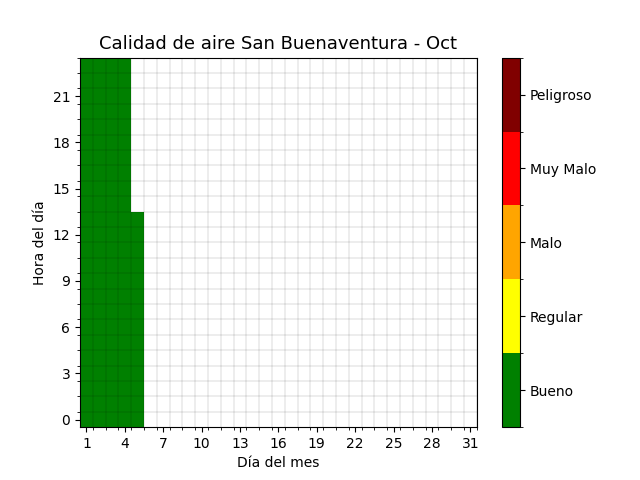 Calidad de aire San Buenaventura - Oct
Hora del día
21
18
15
12
9
6
3
0
1 4 7 10 13 16 19 22 25 28 31
Día del mes
Peligroso
Muy Malo
Malo
Regular
Bueno